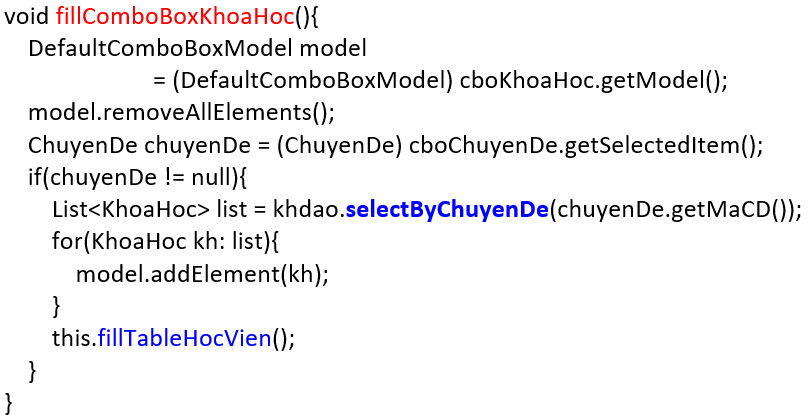 void fillComboBoxKhoaHoc(){
DefaultComboBoxModel model
= (DefaultComboBoxModel) cboKhoaHoc.getModel();
model.removeAllElements();
ChuyenDe chuyenDe = (ChuyenDe) cboChuyenDe.getSelectedItem();
if(chuyenDe != null){
List<KhoaHoc> list = khdao.selectByChuyenDe(chuyenDe.getMaCD());
for(KhoaHoc kh: list){
model.addElement(kh);
}
this.fillTableHocVien();
}
}